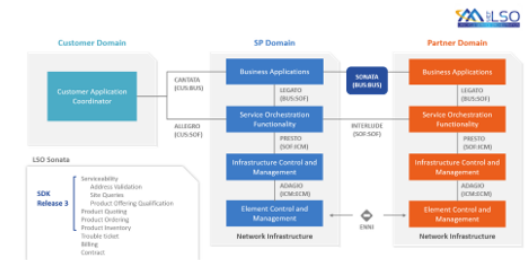 MEF LSO
Customer Domain
SP Domain
Partner Domain
Customer Application
Coordinator
CANTATA
(CUS:BUS)
ALLEGRO
(CUS:SOF)
Business Applications
LEGATO
(BUS:SOF)
Service Orchestration
Functionality
PRESTO
(SOF:ICM)
Infrastructure Control and
Management
ADAGIO
(ICM:ECM)
Element Control and
Management
Network Infrastructure
SONATA
(BUS:BUS)
INTERLUDE
(SOF:SOF)
ENNI
Business Applications
LEGATO
(BUS:SOF)
Service Orchestration
Functionality
PRESTO
(SOF:ICM)
Infrastructure Control and
Management
ADAGIO
(ICM:ECM)
Element Control and
Management
Network Infrastructure
LSO Sonata
SDK
Release 3
Serviceability
Address Validation
Site Queries
Product Offering Qualification
Product Quoting
Product Ordering
Product Inventory
Trouble ticket
Billing
Contract